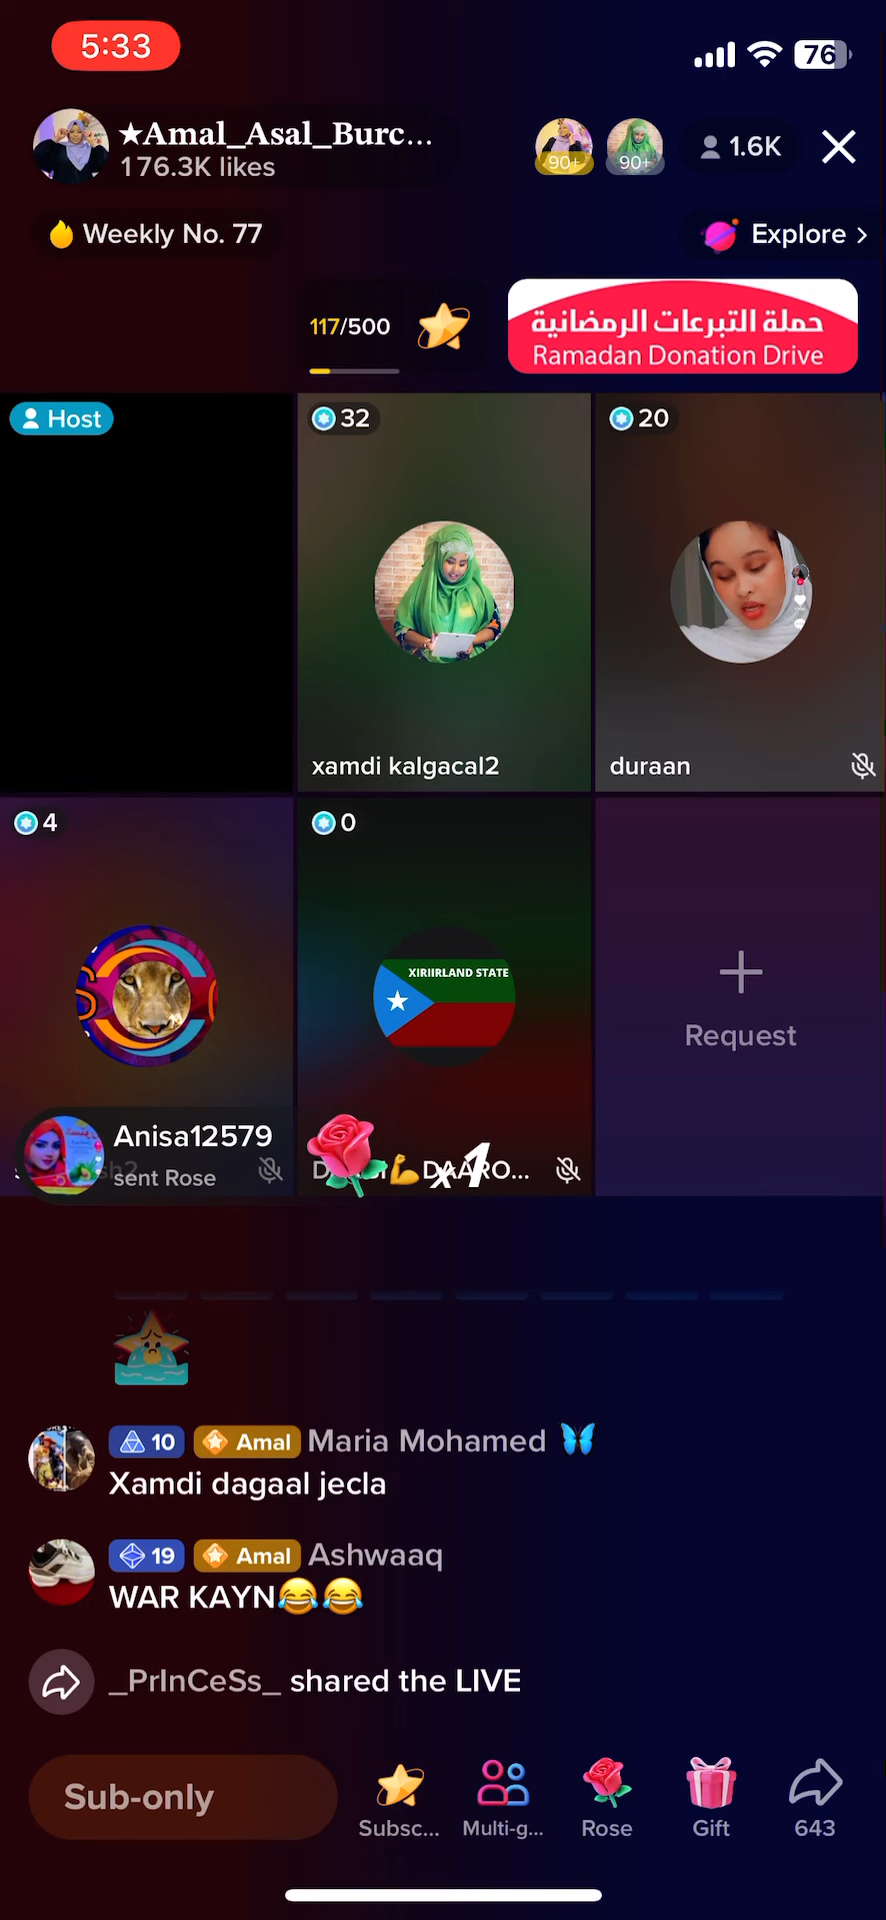 5:33
76
★Amal_Asal_Burc...
176.3K likes
90+
90+
1.6K
Weekly No. 77
Explore >
117/500
حملة التبرعات الرمضانية
Ramadan Donation Drive
Host
32
20
xamdi kalgacal2
duraan
4
0
XIRIIRLAND STATE
Request
Anisa12579
sent Rose
x1
10 Amal Maria Mohamed 🦋
Xamdi dagaal jecla
19 Amal Ashwaaq
WAR KAYN😂😂
_PrInCeSs_ shared the LIVE
Sub-only
Subsc...
Multi-g...
Rose
Gift
643